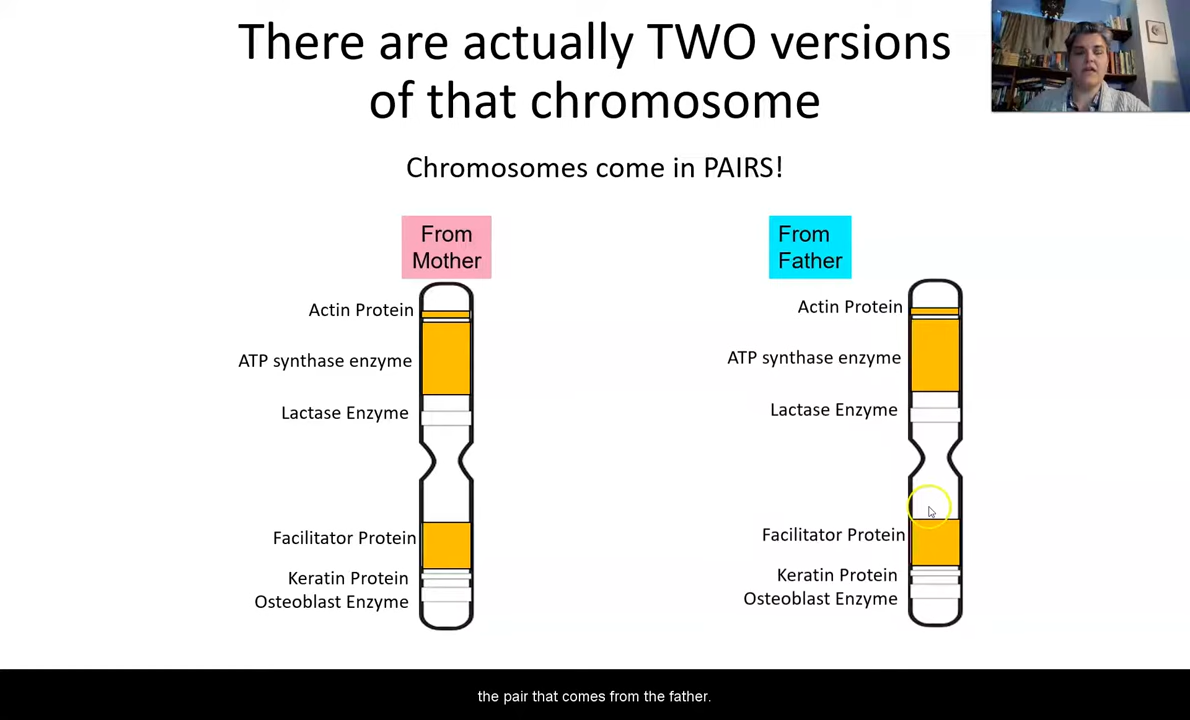 There are actually TWO versions
of that chromosome
Chromosomes come in PAIRS!
From
Mother
Actin Protein
ATP synthase enzyme
Lactase Enzyme
Facilitator Protein
Keratin Protein
Osteoblast Enzyme
From
Father
Actin Protein
ATP synthase enzyme
Lactase Enzyme
Facilitator Protein
Keratin Protein
Osteoblast Enzyme
the pair that comes from the father.